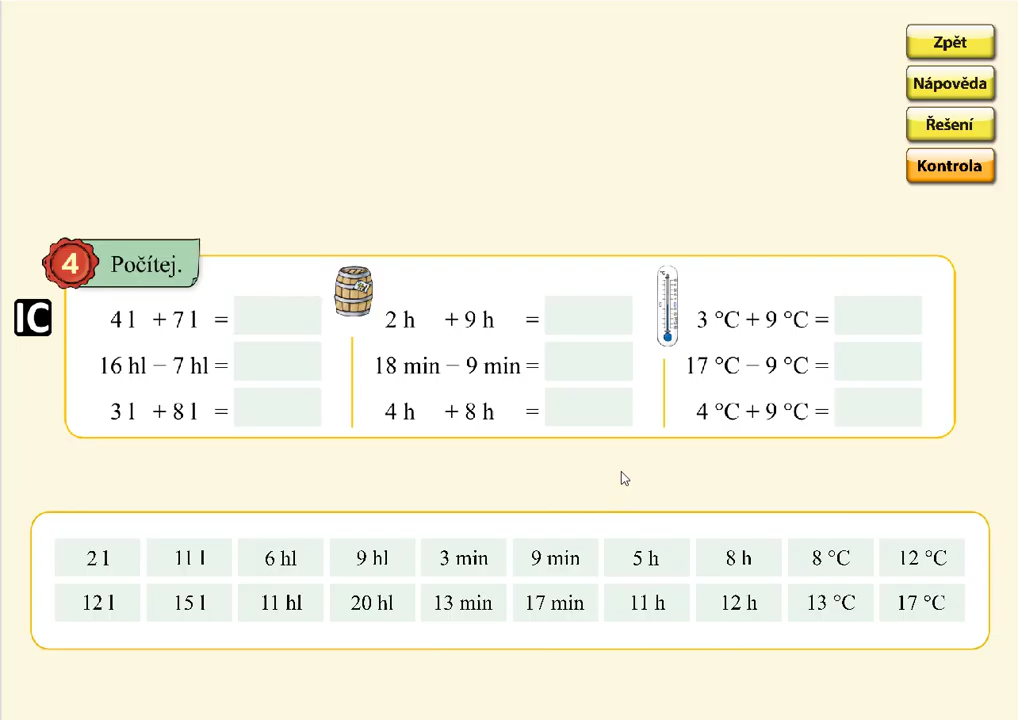 Zpět
Nápověda
Řešení
Kontrola
4 Počítej.
IC
4 l + 7 l =
2 h + 9 h =
3 °C + 9 °C =
16 hl − 7 hl =
18 min − 9 min =
17 °C − 9 °C =
3 l + 8 l =
4 h + 8 h =
4 °C + 9 °C =
2 l 11 l 6 hl 9 hl 3 min 9 min 5 h 8 h 8 °C 12 °C
12 l 15 l 11 hl 20 hl 13 min 17 min 11 h 12 h 13 °C 17 °C